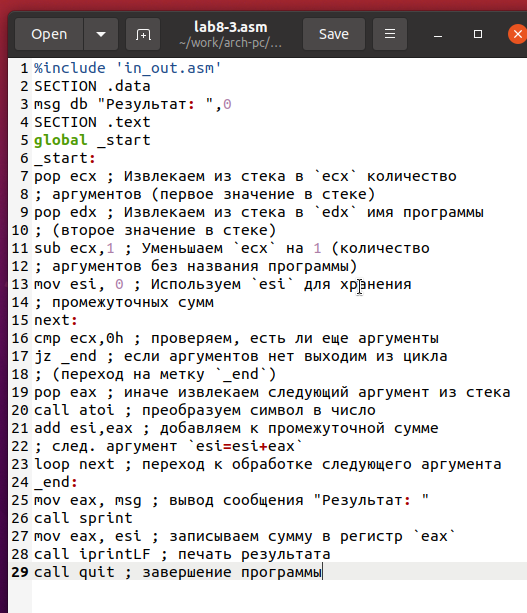 Open
lab8-3.asm
~/work/arch-pc/...
Save
1 %include 'in_out.asm'
2 SECTION .data
3 msg db "Результат: ",0
4 SECTION .text
5 global _start
6 _start:
7 pop ecx ; Извлекаем из стека в `ecx` количество
8 ; аргументов (первое значение в стеке)
9 pop edx ; Извлекаем из стека в `edx` имя программы
10 ; (второе значение в стеке)
11 sub ecx,1 ; Уменьшаем `ecx` на 1 (количество
12 ; аргументов без названия программы)
13 mov esi, 0 ; Используем `esi` для хранения
14 ; промежуточных сумм
15 next:
16 cmp ecx,0h ; проверяем, есть ли еще аргументы
17 jz _end ; если аргументов нет выходим из цикла
18 ; (переход на метку `_end`)
19 pop eax ; иначе извлекаем следующий аргумент из стека
20 call atoi ; преобразуем символ в число
21 add esi,eax ; добавляем к промежуточной сумме
22 ; след. аргумент `esi=esi+eax`
23 loop next ; переход к обработке следующего аргумента
24 _end:
25 mov eax, msg ; вывод сообщения "Результат: "
26 call sprint
27 mov eax, esi ; записываем сумму в регистр `eax`
28 call iprintLF ; печать результата
29 call quit ; завершение программы